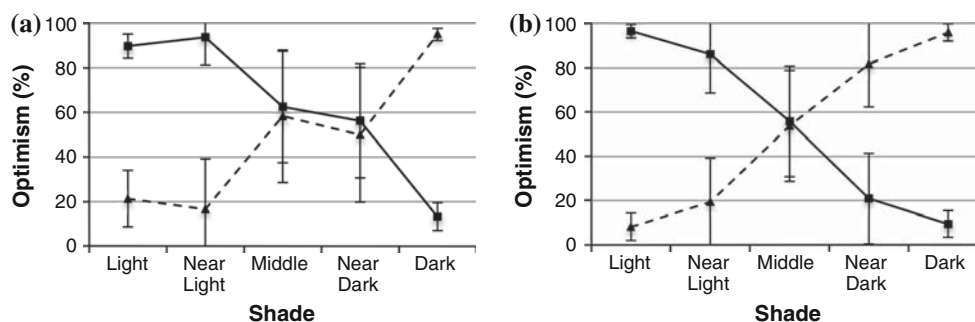 (a)
Optimism (%)
100
80
60
40
20
0
Light
Near
Light
Middle
Near
Dark
Dark
Shade
(b)
Optimism (%)
100
80
60
40
20
0
Light
Near
Light
Middle
Near
Dark
Dark
Shade